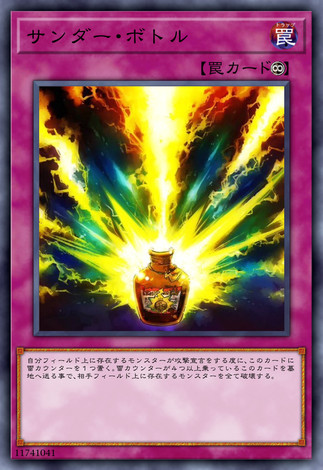 サンダー・ボトル
トラップ
罠
【罠カード】
自分フィールド上に存在するモンスターが攻撃宣言をする度に、このカードに
雷カウンターを1つ置く。雷カウンターが4つ以上乗っているこのカードを墓
地へ送る事で、相手フィールド上に存在するモンスターを全て破壊する。
11741041